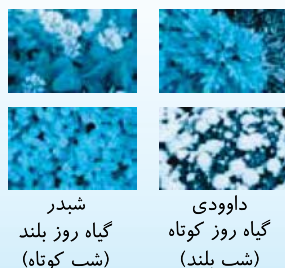 داوودی
گیاه روز کوتاه
(شب بلند)
شبدر
گیاه روز بلند
(شب کوتاه)